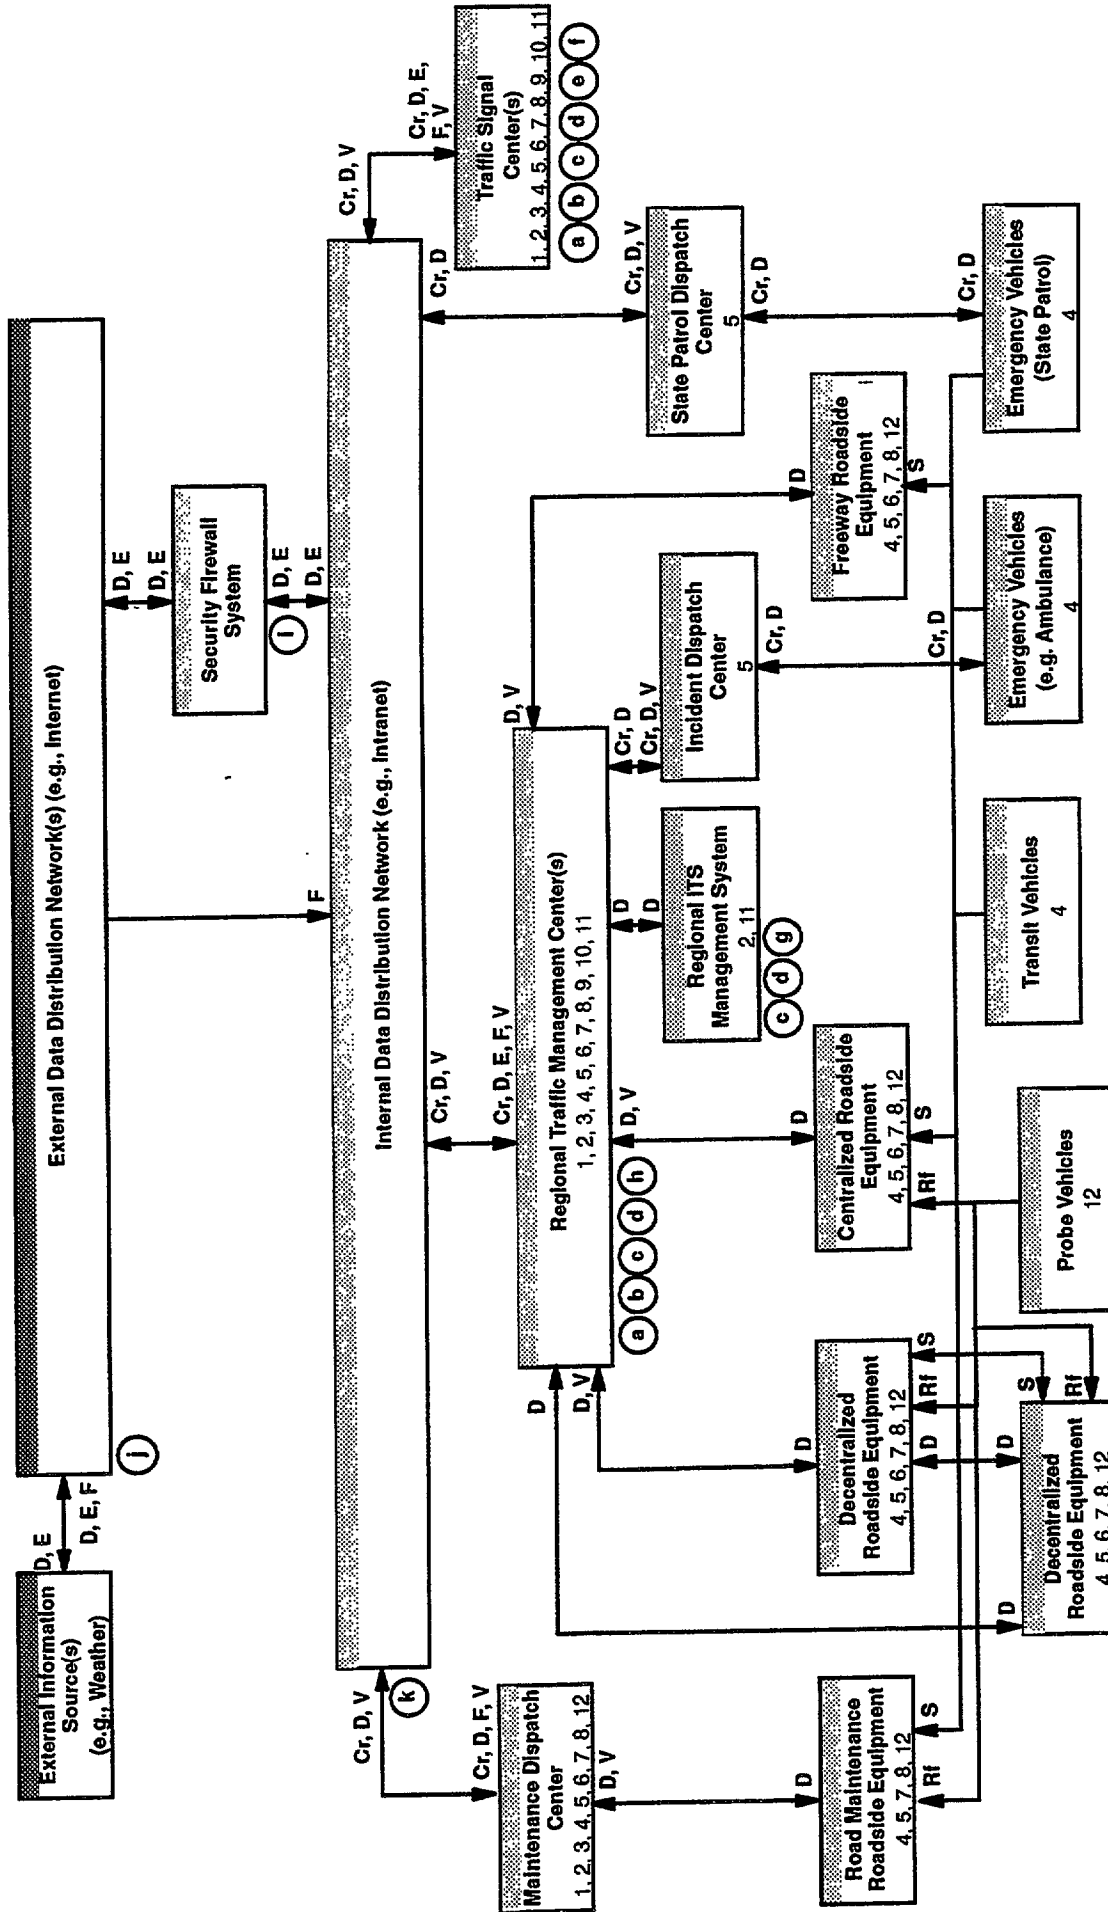 External Information
Source(s)
(e.g., Weather)
D, E
D, E, F
External Data Distribution Network(s) (e.g., Internet)
j
F
D, E
D, E
Security Firewall
System
i
D, E
D, E
Internal Data Distribution Network (e.g., Intranet)
k
Cr, D, V
Cr, D, F, V
Maintenance Dispatch
Center
1, 2, 3, 4, 5, 6, 7, 8, 12
D, V
Cr, D, V
Cr, D, E, F, V
Cr, D
Cr, D, V
Cr, D, E,
F, V
Traffic Signal
Center(s)
1, 2, 3, 4, 5, 6, 7, 8, 9, 10, 11
a b c d e f
Regional Traffic Management Center(s)
1, 2, 3, 4, 5, 6, 7, 8, 9, 10, 11
a b c d h
D
D, V
D, V
D
D
Cr, D
Cr, D, V
D, V
Regional ITS
Management System
2, 11
c d g
Incident Dispatch
Center
5
Cr, D
Cr, D, V
State Patrol Dispatch
Center
5
Cr, D
D
Road Maintenance
Roadside Equipment
4, 5, 7, 8, 12
Rf
S
D
Decentralized
Roadside Equipment
4, 5, 6, 7, 8, 12
D
Rf
S
D
Centralized Roadside
Equipment
4, 5, 6, 7, 8, 12
Rf
S
D
Freeway Roadside
Equipment
4, 5, 6, 7, 8, 12
S
D
D
S
Rf
Decentralized
Roadside Equipment
4, 5, 6, 7, 8, 12
Probe Vehicles
12
Transit Vehicles
4
Cr, D
Emergency Vehicles
(e.g. Ambulance)
4
Cr, D
Emergency Vehicles
(State Patrol)
4